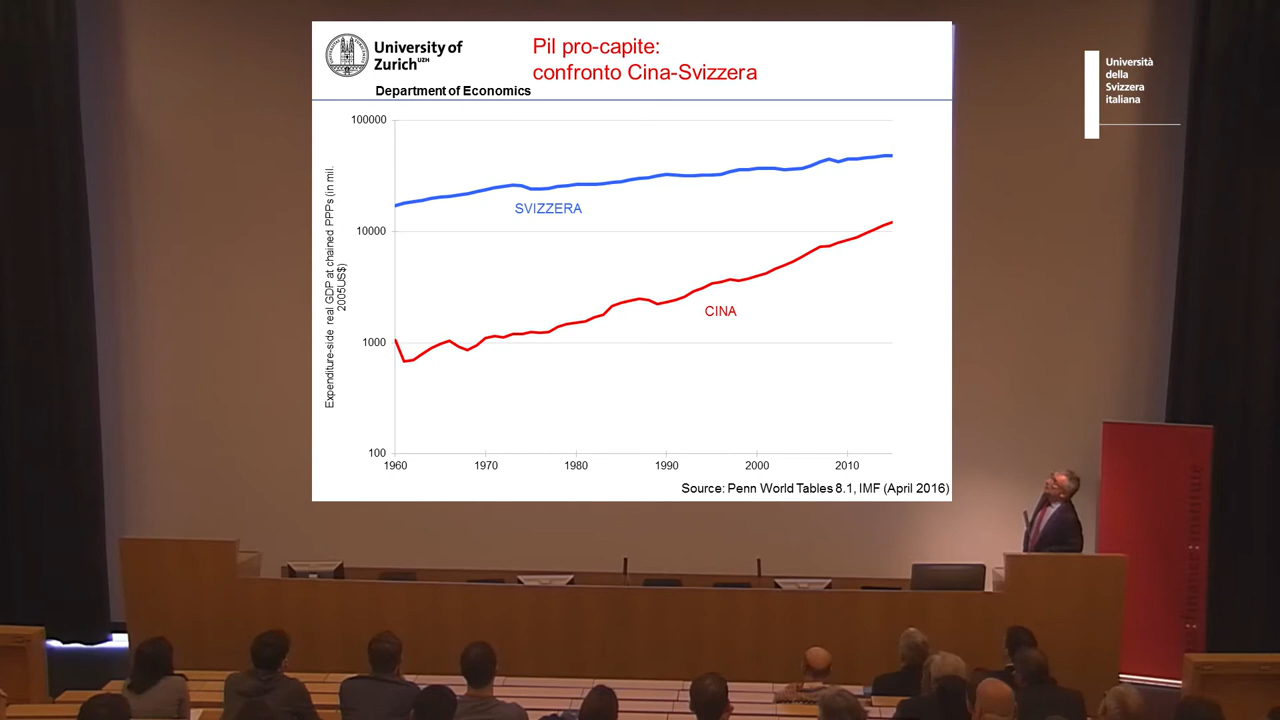 University of
Zurich UZH
Department of Economics
Pil pro-capite:
confronto Cina-Svizzera
Università
della
Svizzera
italiana
Expenditure-side real GDP at chained PPPs (in mil.
2005US$)
100000
10000
1000
100
SVIZZERA
CINA
1960
1970
1980
1990
2000
2010
Source: Penn World Tables 8.1, IMF (April 2016)
institute